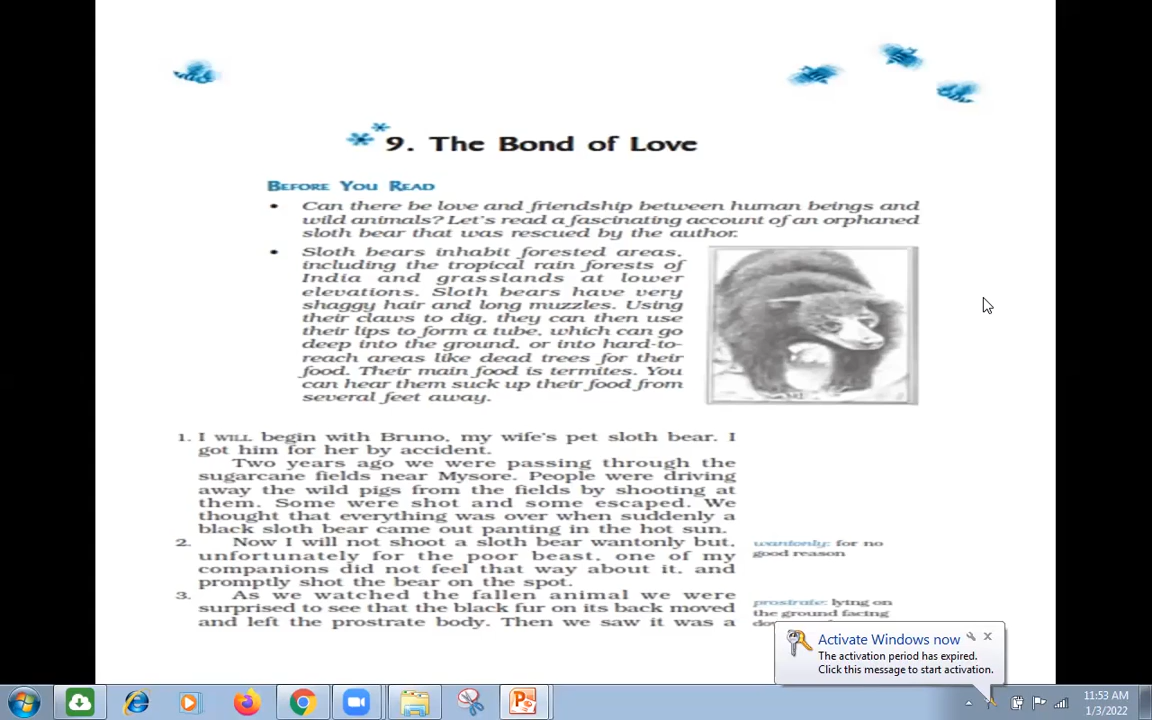 9. The Bond of Love
BEFORE YOU READ
• Can there be love and friendship between human beings and
wild animals? Let's read a fascinating account of an orphaned
sloth bear that was rescued by the author.
• Sloth bears inhabit forested areas,
including the tropical rain forests of
India and grasslands at lower
elevations. Sloth bears have very
shaggy hair and long muzzles. Using
their claws to dig, they can then use
their lips to form a tube, which can go
deep into the ground, or into hard-to-
reach areas like dead trees for their
food. Their main food is termites. You
can hear them suck up their food from
several feet away.
1. I WILL begin with Bruno, my wife's pet sloth bear. I
got him for her by accident.
Two years ago we were passing through the
sugarcane fields near Mysore. People were driving
away the wild pigs from the fields by shooting at
them. Some were shot and some escaped. We
thought that everything was over when suddenly a
black sloth bear came out panting in the hot sun.
2. Now I will not shoot a sloth bear wantonly but,
unfortunately for the poor beast, one of my
companions did not feel that way about it, and
promptly shot the bear on the spot.
wantonly: for no
good reason
3. As we watched the fallen animal we were
surprised to see that the black fur on its back moved
and left the prostrate body. Then we saw it was a
prostrate: lying on
the ground facing
Activate Windows now
The activation period has expired.
Click this message to start activation.
11:53 AM
1/3/2022